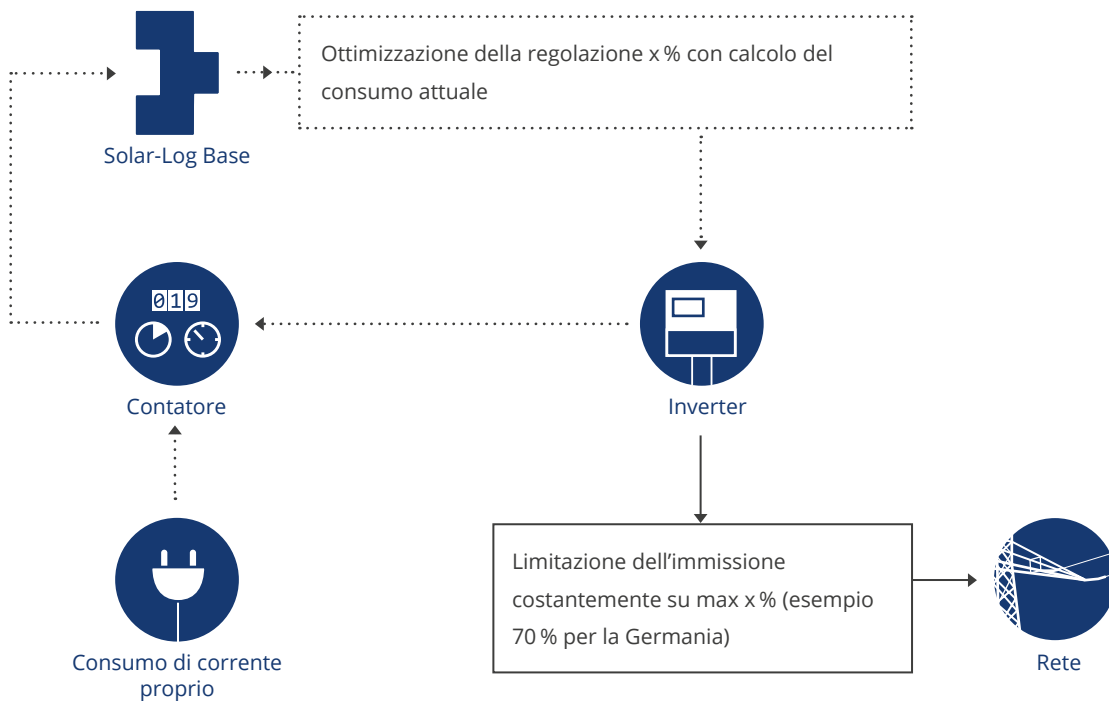 Ottimizzazione della regolazione x % con calcolo del
consumo attuale
Solar-Log Base
019
Contatore
Inverter
Limitazione dell’immissione
costantemente su max x % (esempio
70 % per la Germania)
Consumo di corrente
proprio
Rete